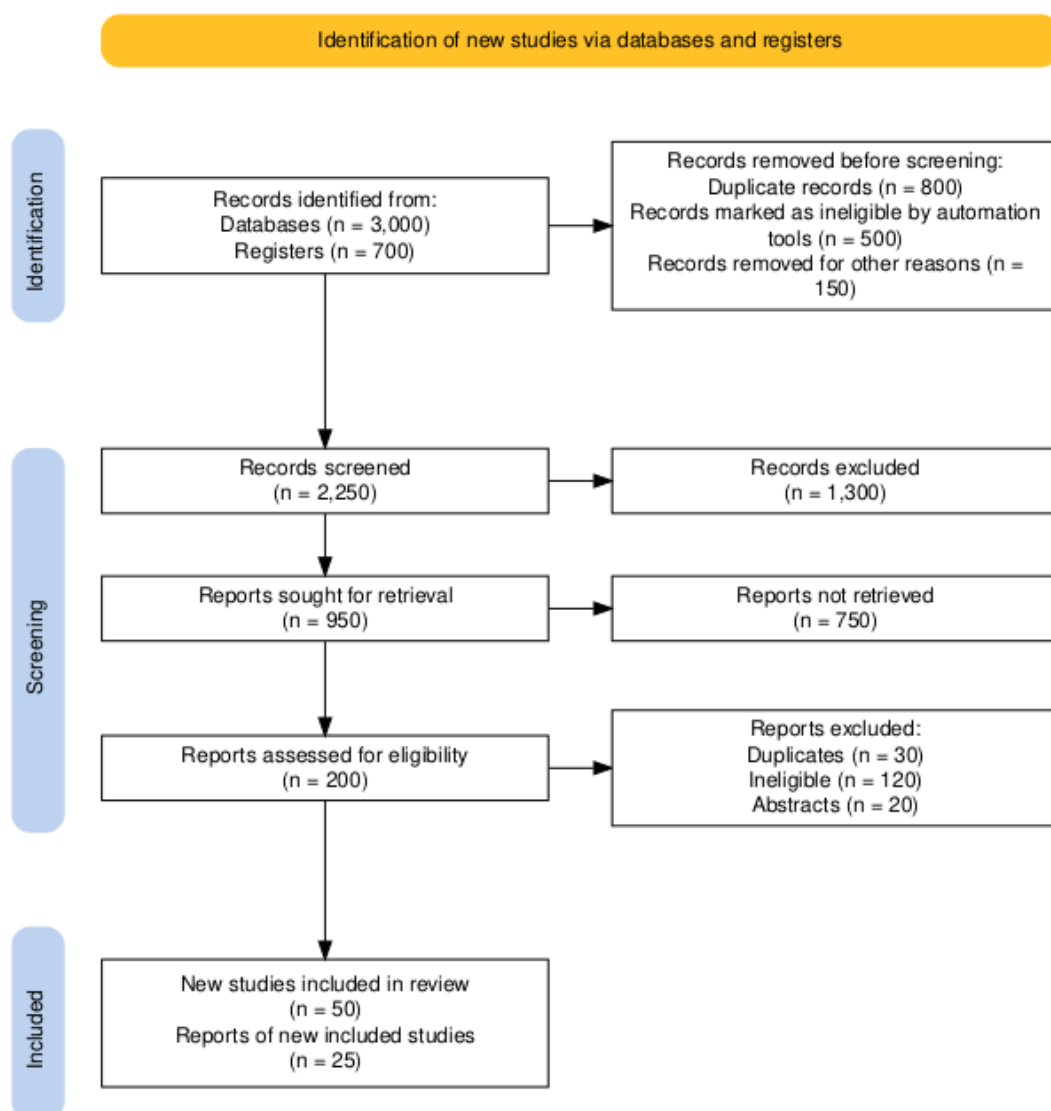 Identification of new studies via databases and registers
Identification
Records identified from:
Databases (n = 3,000)
Registers (n = 700)
Records removed before screening:
Duplicate records (n = 800)
Records marked as ineligible by automation
tools (n = 500)
Records removed for other reasons (n =
150)
Screening
Records screened
(n = 2,250)
Records excluded
(n = 1,300)
Reports sought for retrieval
(n = 950)
Reports not retrieved
(n = 750)
Reports assessed for eligibility
(n = 200)
Reports excluded:
Duplicates (n = 30)
Ineligible (n = 120)
Abstracts (n = 20)
Included
New studies included in review
(n = 50)
Reports of new included studies
(n = 25)